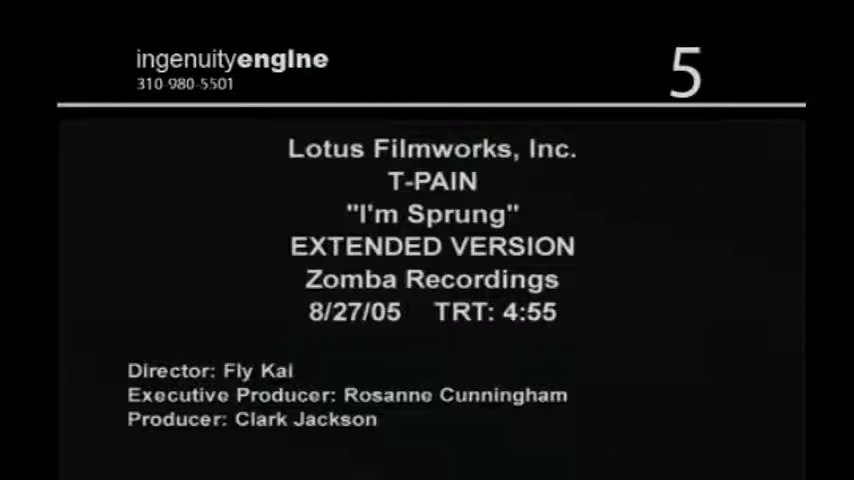 ingenuityengine
310-980-5501
5
Lotus Filmworks, Inc.
T-PAIN
"I'm Sprung"
EXTENDED VERSION
Zomba Recordings
8/27/05 TRT: 4:55
Director: Fly Kai
Executive Producer: Rosanne Cunningham
Producer: Clark Jackson